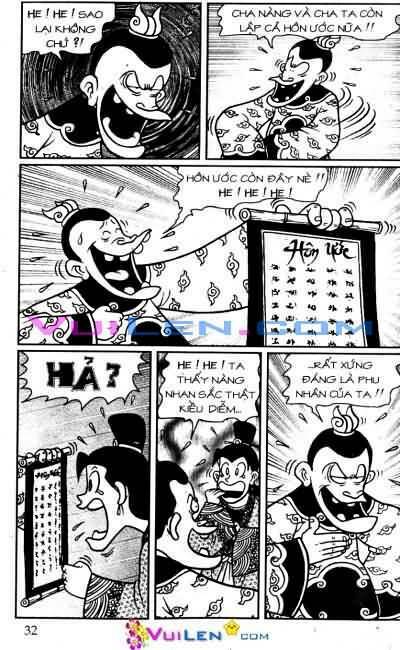 HE! HE! SAO
LẠI KHÔNG
CHỨ?!
CHA NÀNG VÀ CHA TA CÒN
LẬP CẢ HÔN ƯỚC NỮA!!
HÔN ƯỚC CÒN ĐÂY NÈ!!
HE! HE! HE!
Hôn Ước
VUILEN.COM
HẢ?
HE! HE! TA
THẤY NÀNG
NHAN SẮC THẬT
KIỀU DIỄM...
...RẤT XỨNG
ĐÁNG LÀ PHU
NHÂN CỦA TA!!
32
VUILEN.COM